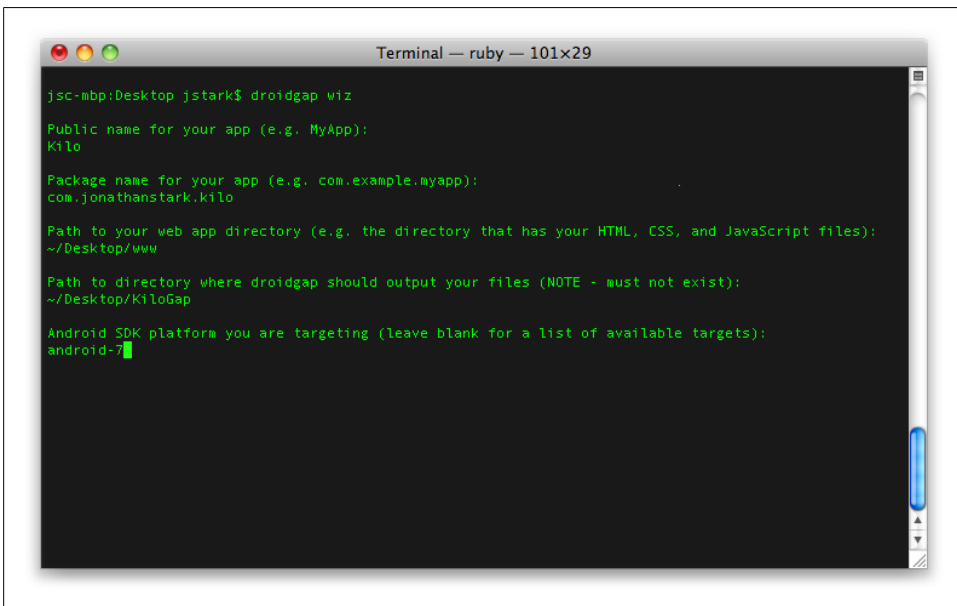 Terminal — ruby — 101×29
jsc-mbp:Desktop jstark$ droidgap wiz
Public name for your app (e.g. MyApp):
Kilo
Package name for your app (e.g. com.example.myapp):
com.jonathanstark.kilo
Path to your web app directory (e.g. the directory that has your HTML, CSS, and JavaScript files):
~/Desktop/www
Path to directory where droidgap should output your files (NOTE - must not exist):
~/Desktop/KiloGap
Android SDK platform you are targeting (leave blank for a list of available targets):
android-7